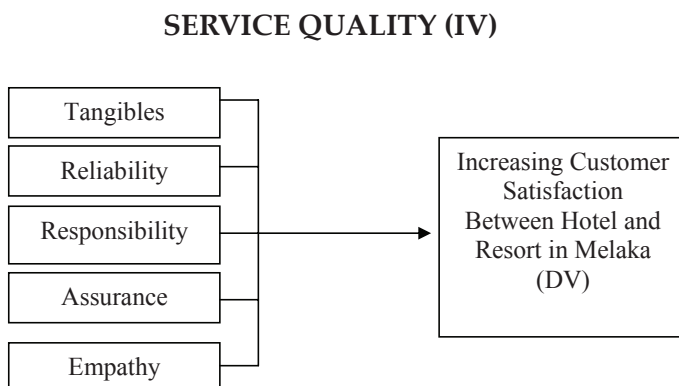 SERVICE QUALITY (IV)
Tangibles
Reliability
Responsibility
Assurance
Empathy
Increasing Customer
Satisfaction
Between Hotel and
Resort in Melaka
(DV)